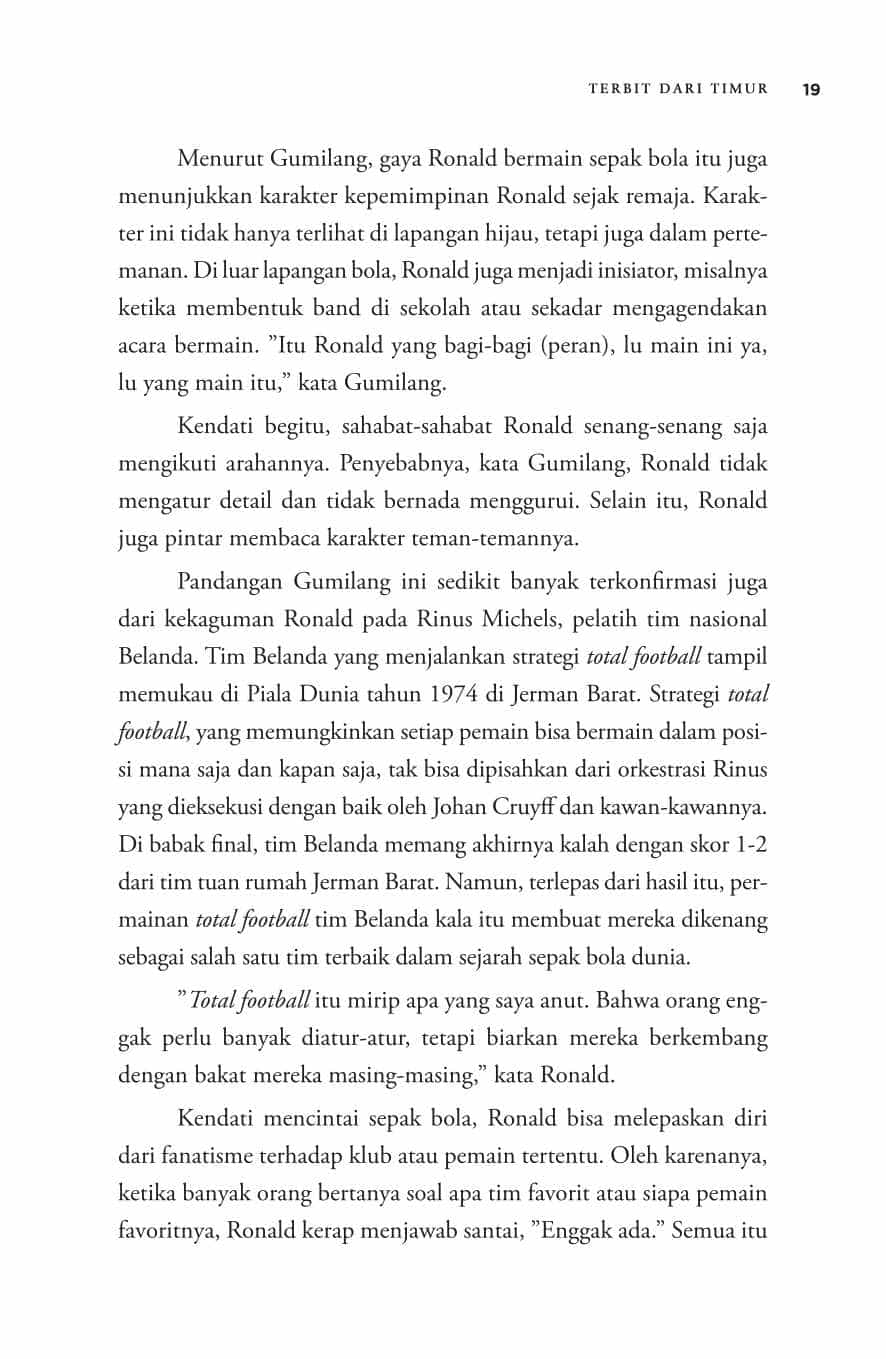 TERBIT DARI TIMUR 19
Menurut Gumilang, gaya Ronald bermain sepak bola itu juga
menunjukkan karakter kepemimpinan Ronald sejak remaja. Karak-
ter ini tidak hanya terlihat di lapangan hijau, tetapi juga dalam perte-
manan. Di luar lapangan bola, Ronald juga menjadi inisiator, misalnya
ketika membentuk band di sekolah atau sekadar mengagendakan
acara bermain. ”Itu Ronald yang bagi-bagi (peran), lu main ini ya,
lu yang main itu,” kata Gumilang.
Kendati begitu, sahabat-sahabat Ronald senang-senang saja
mengikuti arahannya. Penyebabnya, kata Gumilang, Ronald tidak
mengatur detail dan tidak bernada menggurui. Selain itu, Ronald
juga pintar membaca karakter teman-temannya.
Pandangan Gumilang ini sedikit banyak terkonfirmasi juga
dari kekaguman Ronald pada Rinus Michels, pelatih tim nasional
Belanda. Tim Belanda yang menjalankan strategi total football tampil
memukau di Piala Dunia tahun 1974 di Jerman Barat. Strategi total
football, yang memungkinkan setiap pemain bisa bermain dalam posi-
si mana saja dan kapan saja, tak bisa dipisahkan dari orkestrasi Rinus
yang dieksekusi dengan baik oleh Johan Cruyff dan kawan-kawannya.
Di babak final, tim Belanda memang akhirnya kalah dengan skor 1-2
dari tim tuan rumah Jerman Barat. Namun, terlepas dari hasil itu, per-
mainan total football tim Belanda kala itu membuat mereka dikenang
sebagai salah satu tim terbaik dalam sejarah sepak bola dunia.
”Total football itu mirip apa yang saya anut. Bahwa orang eng-
gak perlu banyak diatur-atur, tetapi biarkan mereka berkembang
dengan bakat mereka masing-masing,” kata Ronald.
Kendati mencintai sepak bola, Ronald bisa melepaskan diri
dari fanatisme terhadap klub atau pemain tertentu. Oleh karenanya,
ketika banyak orang bertanya soal apa tim favorit atau siapa pemain
favoritnya, Ronald kerap menjawab santai, ”Enggak ada.” Semua itu